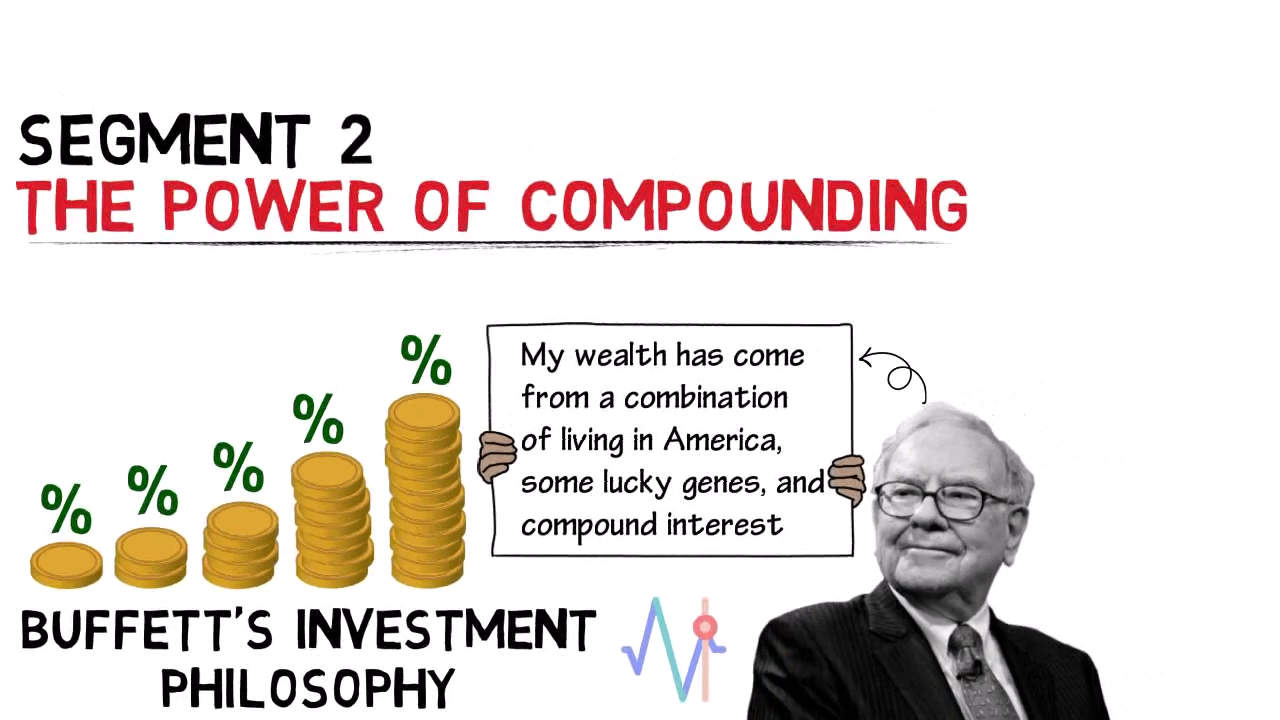 SEGMENT 2
THE POWER OF COMPOUNDING
%
%
%
%
%
My wealth has come
from a combination
of living in America,
some lucky genes, and
compound interest
BUFFETT'S INVESTMENT
PHILOSOPHY